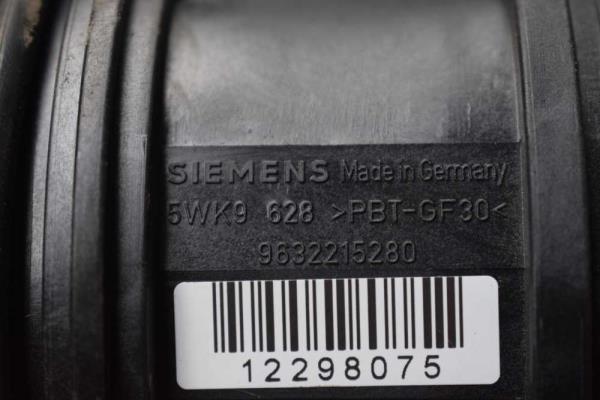 SIEMENS Made in Germany
5WK9 628 >PBT-GF30<
9632215280
12298075